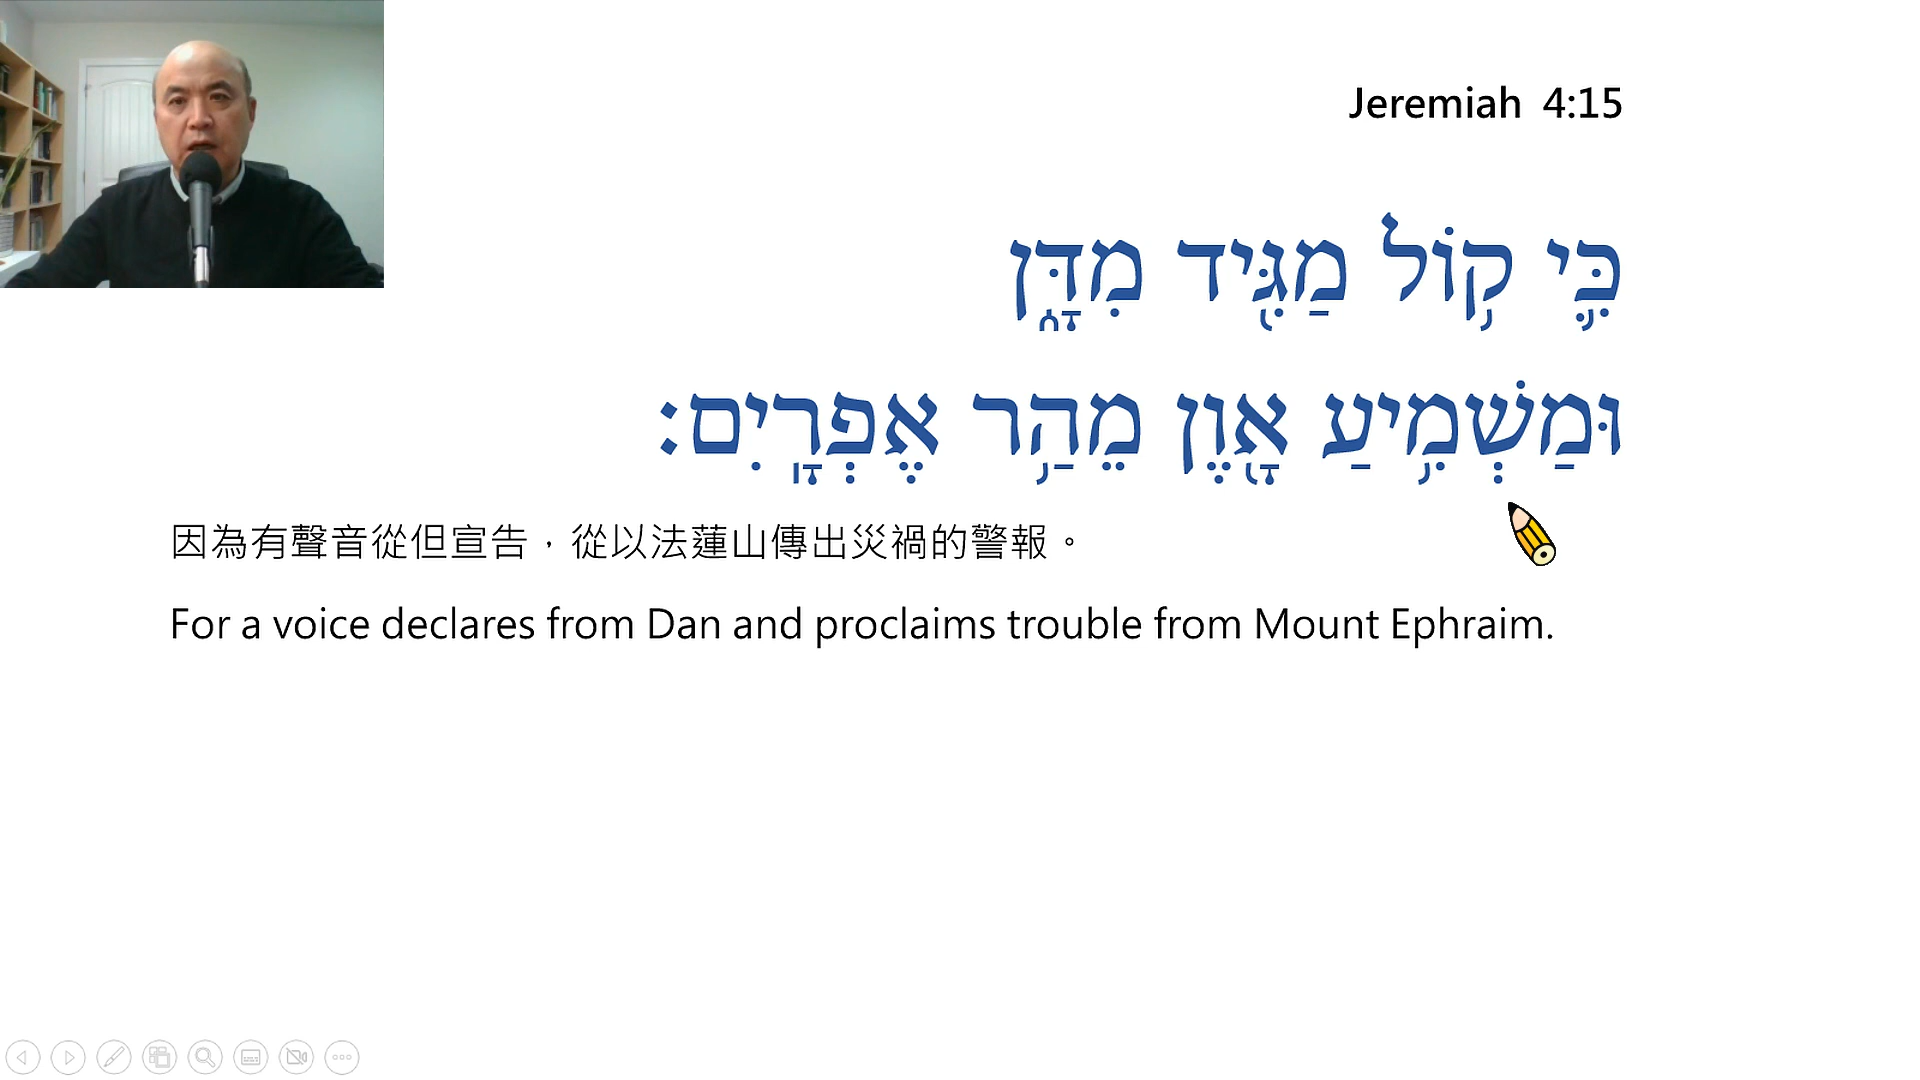 Jeremiah 4:15
כִּ֛י ק֥וֹל מַגִּ֖יד מִדָּ֑ן
וּמַשְׁמִ֥יעַ אָ֖וֶן מֵהַ֥ר אֶפְרָֽיִם׃
因為有聲音從但宣告，從以法蓮山傳出災禍的警報。
For a voice declares from Dan and proclaims trouble from Mount Ephraim.